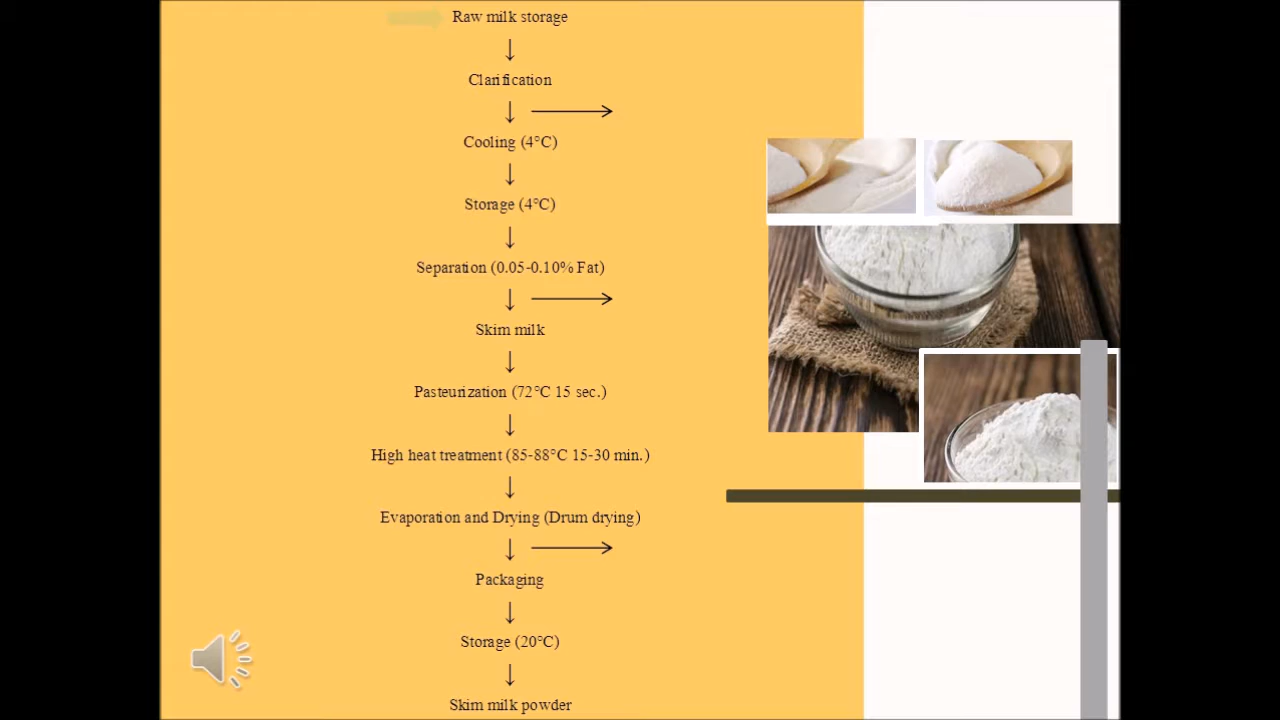 Raw milk storage
Clarification
Cooling (4°C)
Storage (4°C)
Separation (0.05-0.10% Fat)
Skim milk
Pasteurization (72°C 15 sec.)
High heat treatment (85-88°C 15-30 min.)
Evaporation and Drying (Drum drying)
Packaging
Storage (20°C)
Skim milk powder